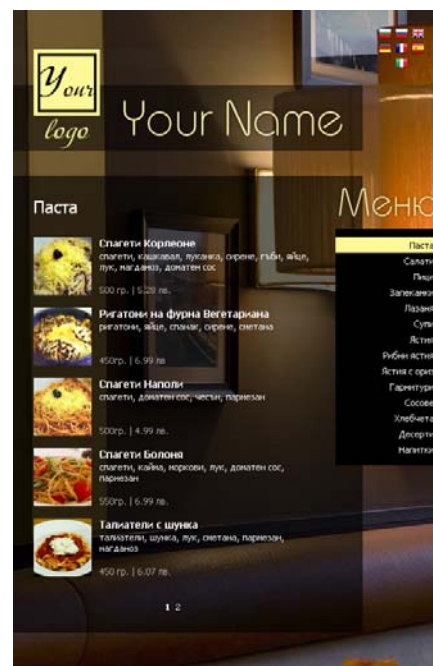 Your
logo
Your Name
Паста
Меню
Спагети Корлеоне
спагети, кашкавал, луканка, сирене, гъби, яйце,
лук, магданоз, доматен сос
500 гр. | 5.28 лв.
Ригатони на фурна Вегетариана
ригатони, яйце, спанак, сирене, сметана
450гр. | 6.99 лв
Спагети Наполи
спагети, доматен сос, чесън, пармезан
500гр. | 4.99 лв.
Спагети Болоня
спагети, кайма, моркови, лук, доматен сос,
пармезан
550гр. | 6.99 лв.
Талиатели с шунка
талиатели, шунка, лук, сметана, пармезан,
магданоз
450 гр. | 6.07 лв.
1 2
Паста
Салати
Пици
Запеканки
Лазаня
Супи
Ястия
Рибни ястия
Ястия с ориз
Гарнитури
Сосове
Хлебчета
Десерти
Напитки